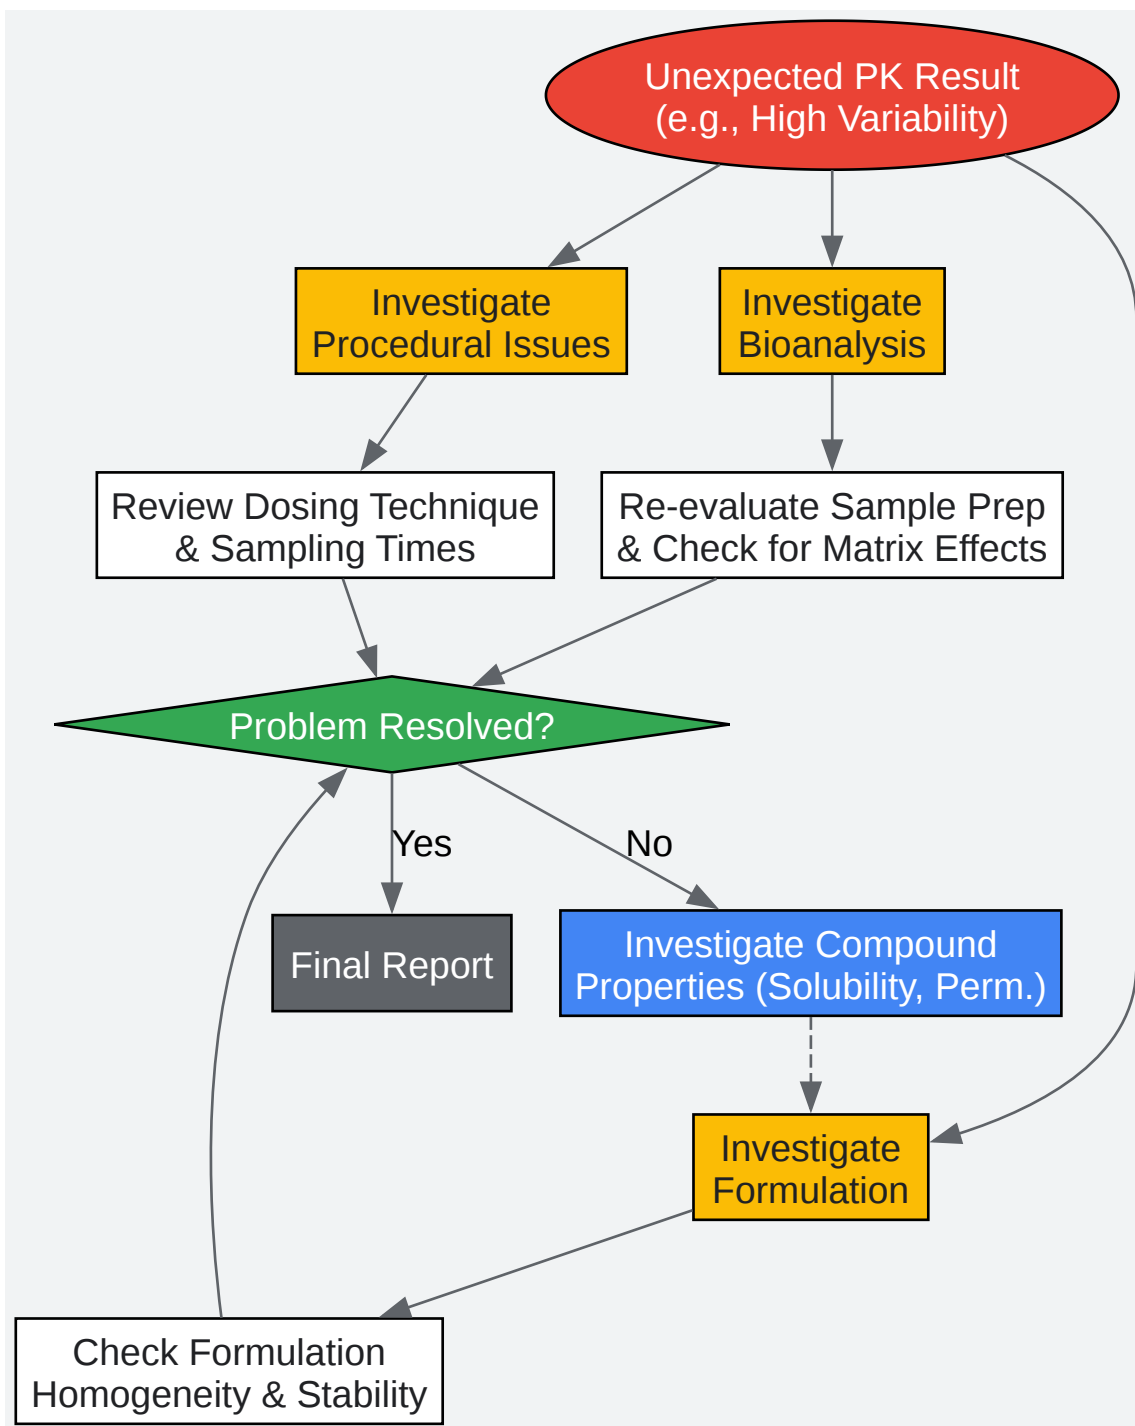 Unexpected PK Result
(e.g., High Variability)
Investigate
Procedural Issues
Investigate
Bioanalysis
Review Dosing Technique
& Sampling Times
Re-evaluate Sample Prep
& Check for Matrix Effects
Problem Resolved?
Yes
No
Final Report
Investigate Compound
Properties (Solubility, Perm.)
Investigate
Formulation
Check Formulation
Homogeneity & Stability